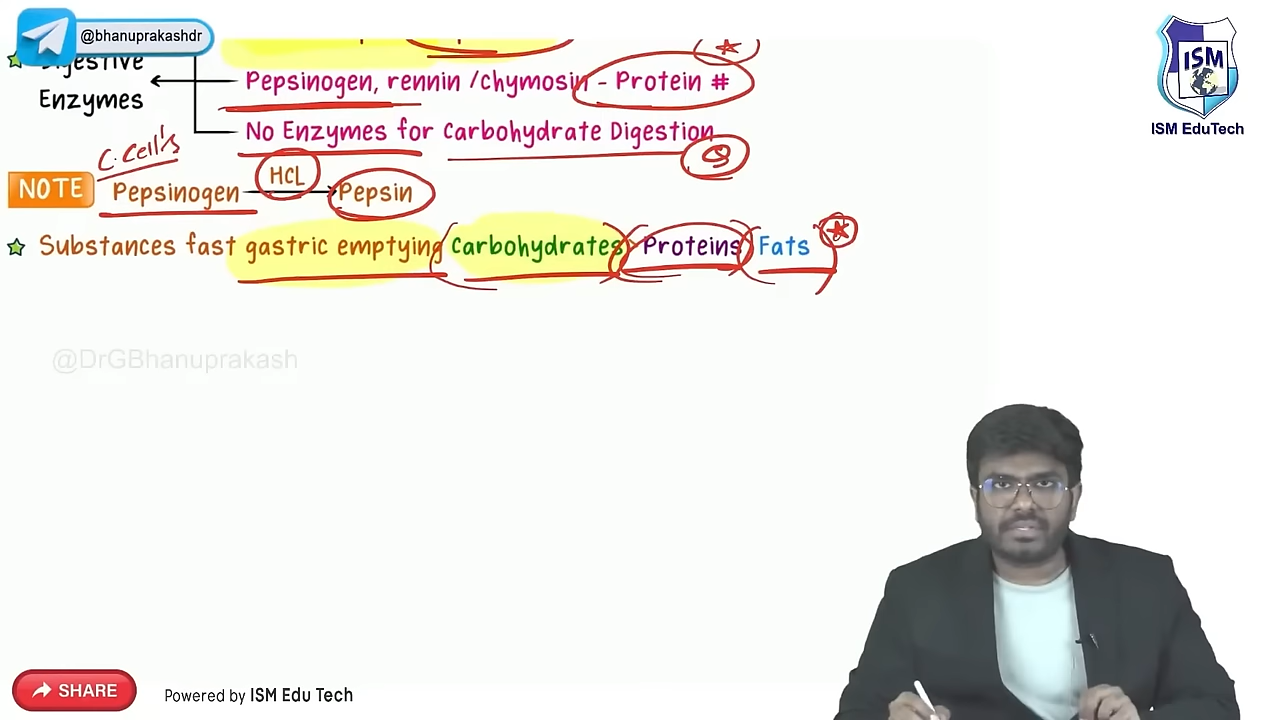 @bhanuprakashdr
Digestive
Enzymes
Pepsinogen, rennin /chymosin - Protein #
No Enzymes for Carbohydrate Digestion
C.Cell's
NOTE
Pepsinogen HCL Pepsin
Substances fast gastric emptying Carbohydrates > Proteins > Fats
@DrGBhanuprakash
ISM
ISM EduTech
SHARE
Powered by ISM Edu Tech